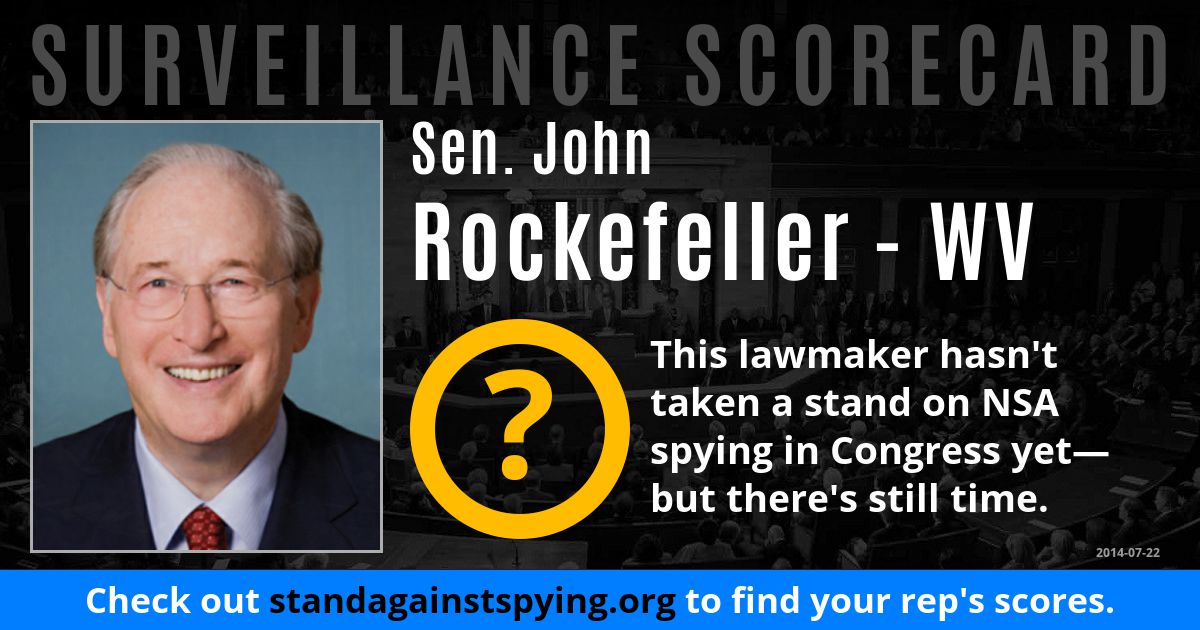 SURVEILLANCE SCORECARD
Sen. John
Rockefeller - WV
?
This lawmaker hasn't
taken a stand on NSA
spying in Congress yet—
but there's still time.
2014-07-22
Check out standagainstspying.org to find your rep's scores.